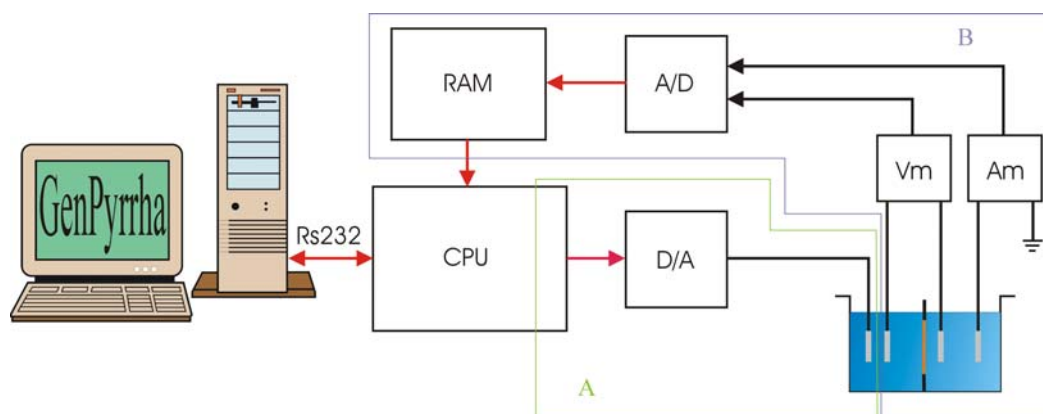 B
RAM
A/D
Vm
Am
GenPyrrha
Rs232
CPU
D/A
A